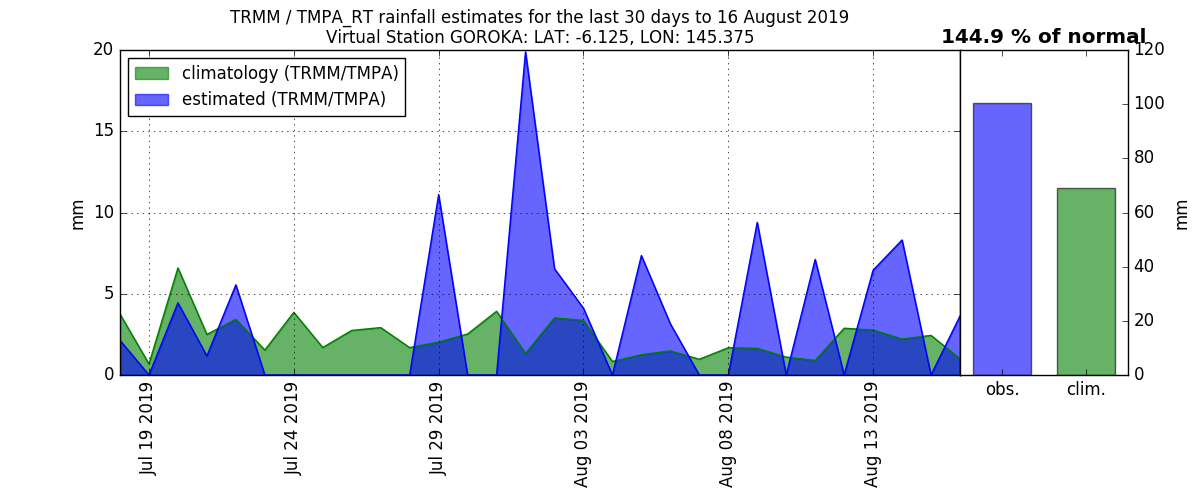 TRMM / TMPA_RT rainfall estimates for the last 30 days to 16 August 2019
Virtual Station GOROKA: LAT: -6.125, LON: 145.375
144.9 % of normal
climatology (TRMM/TMPA)
estimated (TRMM/TMPA)
20
15
10
5
0
mm
Jul 19 2019
Jul 24 2019
Jul 29 2019
Aug 03 2019
Aug 08 2019
Aug 13 2019
120
100
80
60
40
20
0
mm
obs.
clim.